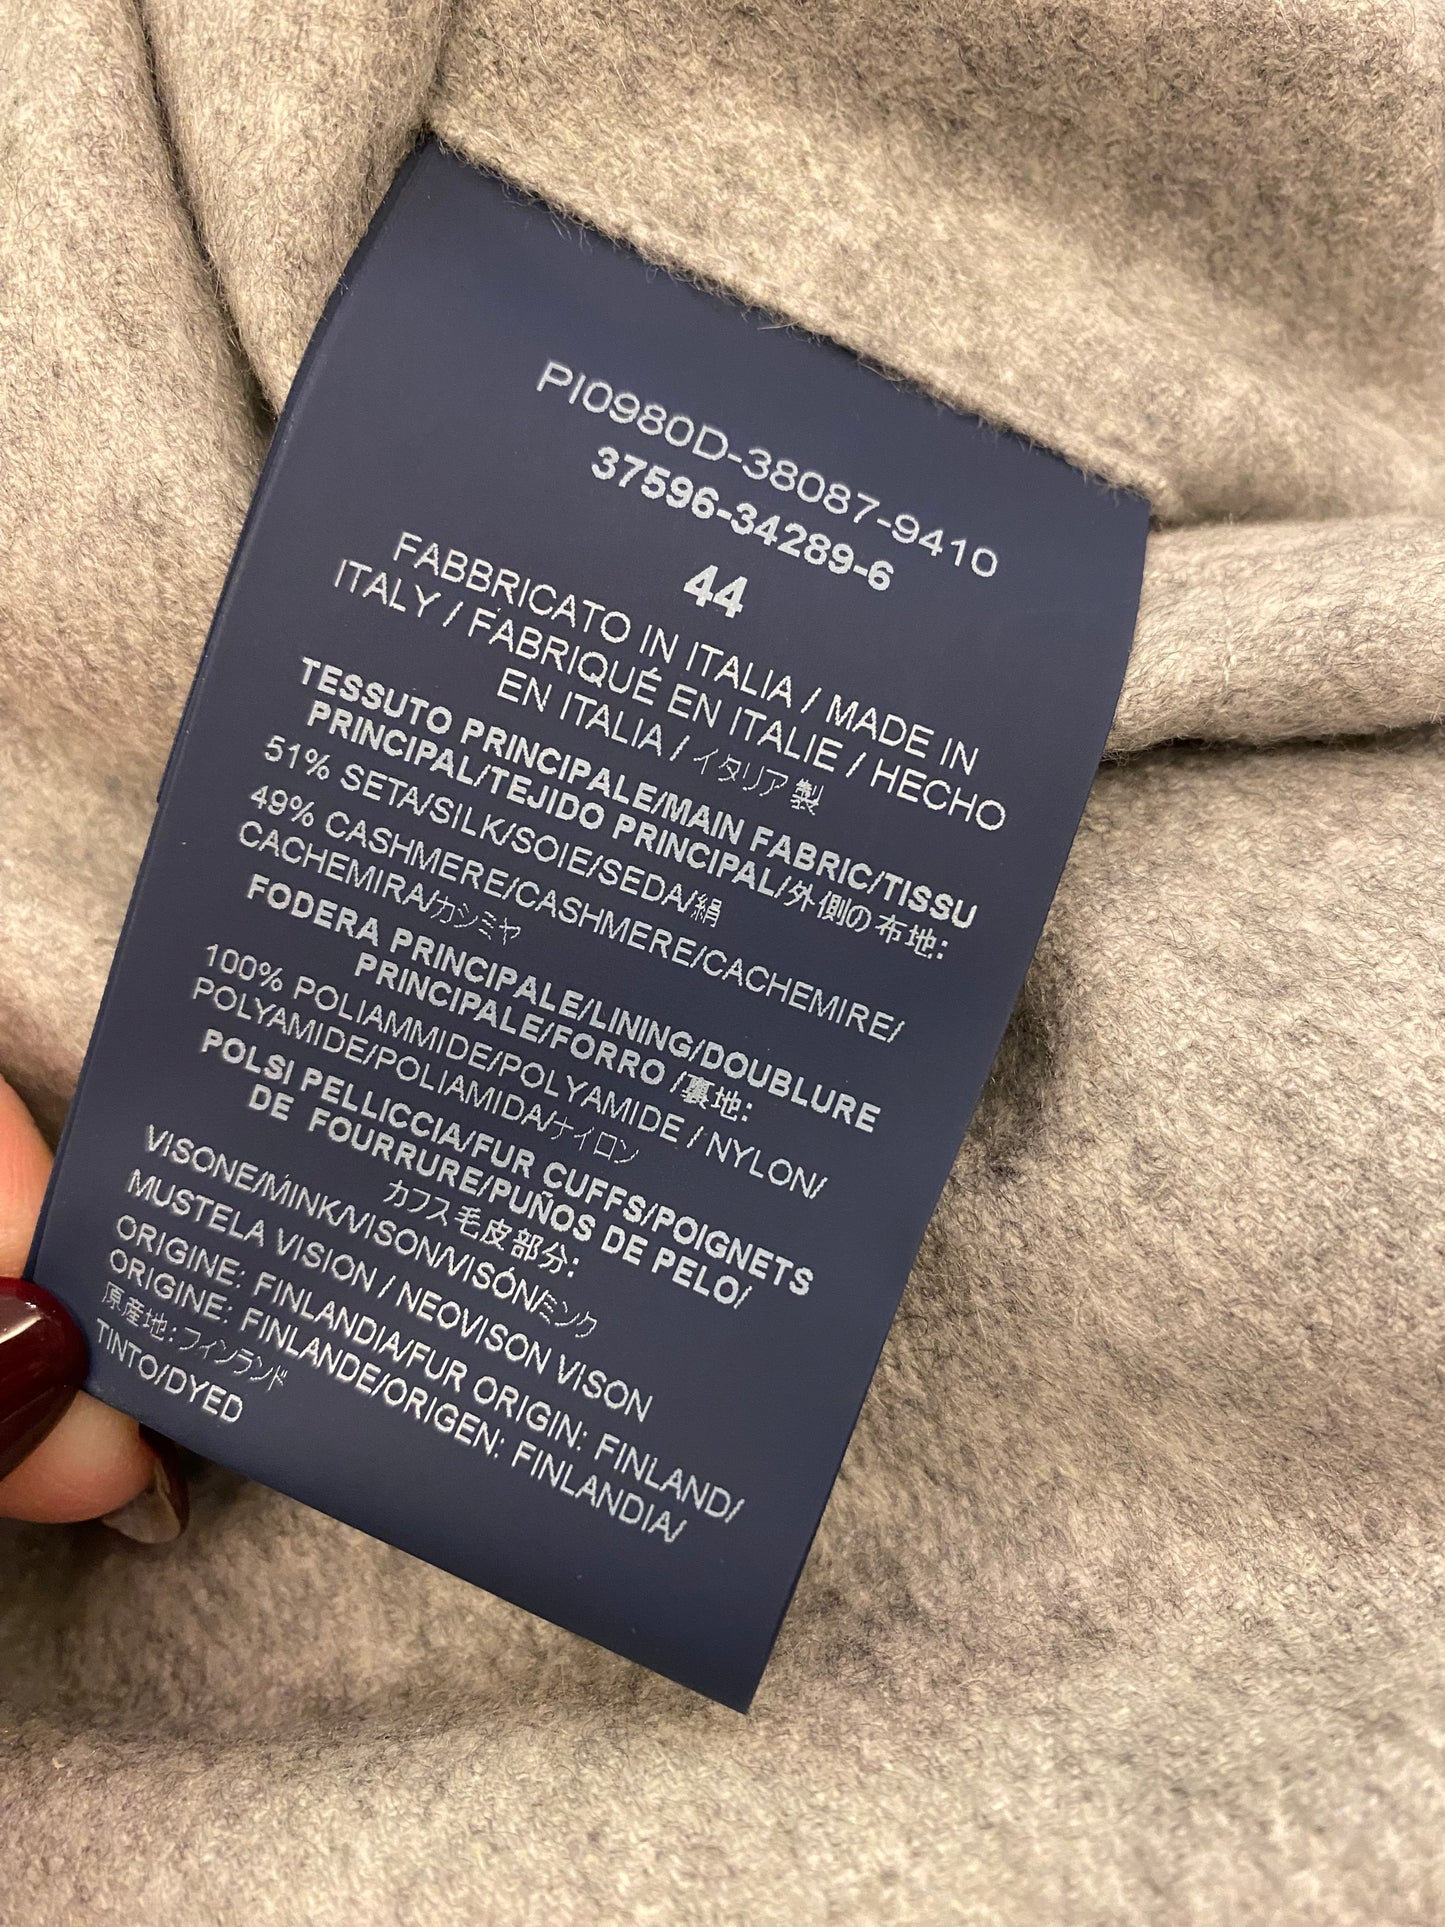 PI0980D-38087-9410
37596-34289-6
44
FABBRICATO IN ITALIA / MADE IN
ITALY / FABRIQUÉ EN ITALIE / HECHO
EN ITALIA / イタリア製
TESSUTO PRINCIPALE/MAIN FABRIC/TISSU
PRINCIPAL/TEJIDO PRINCIPAL/外側の布地:
51% SETA/SILK/SOIE/SEDA/絹
49% CASHMERE/CASHMERE/CACHEMIRE/
CACHEMIRA/カシミヤ
FODERA PRINCIPALE/LINING/DOUBLURE
PRINCIPALE/FORRO /裏地:
100% POLIAMMIDE/POLYAMIDE / NYLON/
POLYAMIDE/POLIAMIDA/ナイロン
POLSI PELLICCIA/FUR CUFFS/POIGNETS
DE FOURRURE/PUÑOS DE PELO/
カフス毛皮部分:
VISONE/MINK/VISON/VISÓN/ミンク
MUSTELA VISION / NEOVISON VISON
ORIGINE: FINLANDIA/FUR ORIGIN: FINLAND/
ORIGINE: FINLANDE/ORIGEN: FINLANDIA/
原産地:フィンランド
TINTO/DYED